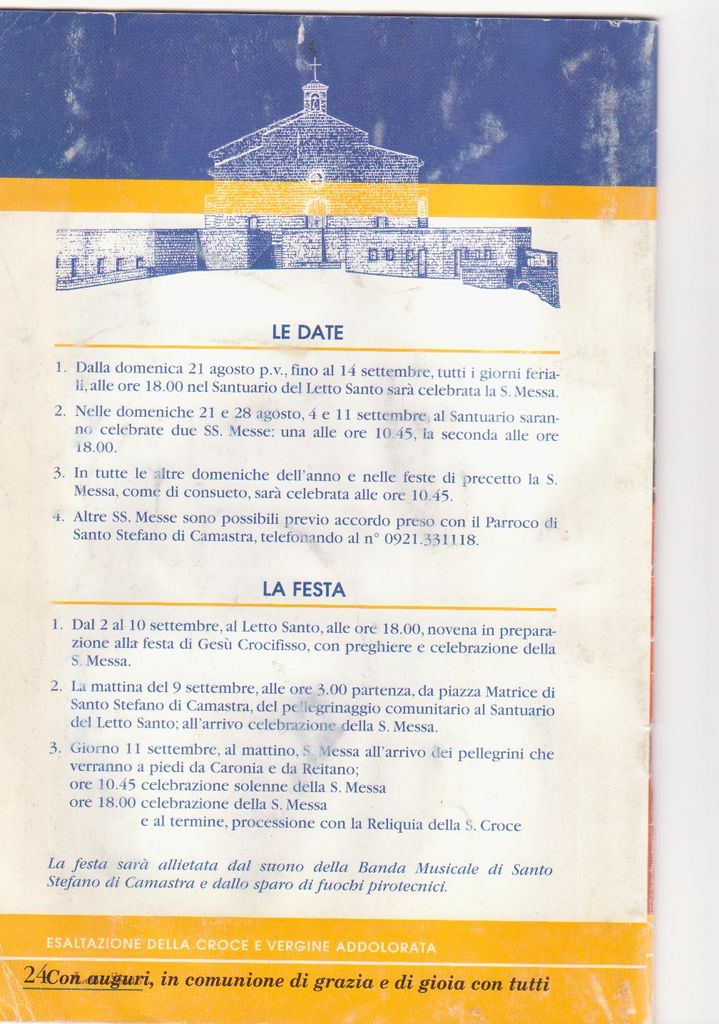 LE DATE
1. Dalla domenica 21 agosto p.v., fino al 14 settembre, tutti i giorni feria-
li, alle ore 18.00 nel Santuario del Letto Santo sarà celebrata la S. Messa.
2. Nelle domeniche 21 e 28 agosto, 4 e 11 settembre, al Santuario saran-
no celebrate due SS. Messe: una alle ore 10.45, la seconda alle ore
18.00.
3. In tutte le altre domeniche dell'anno e nelle feste di precetto la S.
Messa, come di consueto, sarà celebrata alle ore 10.45.
4. Altre SS. Messe sono possibili previo accordo preso con il Parroco di
Santo Stefano di Camastra, telefonando al n° 0921.331118.
LA FESTA
1. Dal 2 al 10 settembre, al Letto Santo, alle ore 18.00, novena in prepara-
zione alla festa di Gesù Crocifisso, con preghiere e celebrazione della
S. Messa.
2. La mattina del 9 settembre, alle ore 3.00 partenza, da piazza Matrice di
Santo Stefano di Camastra, del pellegrinaggio comunitario al Santuario
del Letto Santo; all'arrivo celebrazione della S. Messa.
3. Giorno 11 settembre, al mattino, S. Messa all'arrivo dei pellegrini che
verranno a piedi da Caronia e da Reitano;
ore 10.45 celebrazione solenne della S. Messa
ore 18.00 celebrazione della S. Messa
e al termine, processione con la Reliquia della S. Croce
La festa sarà allietata dal suono della Banda Musicale di Santo
Stefano di Camastra e dallo sparo di fuochi pirotecnici.
ESALTAZIONE DELLA CROCE E VERGINE ADDOLORATA
24 Con auguri, in comunione di grazia e di gioia con tutti